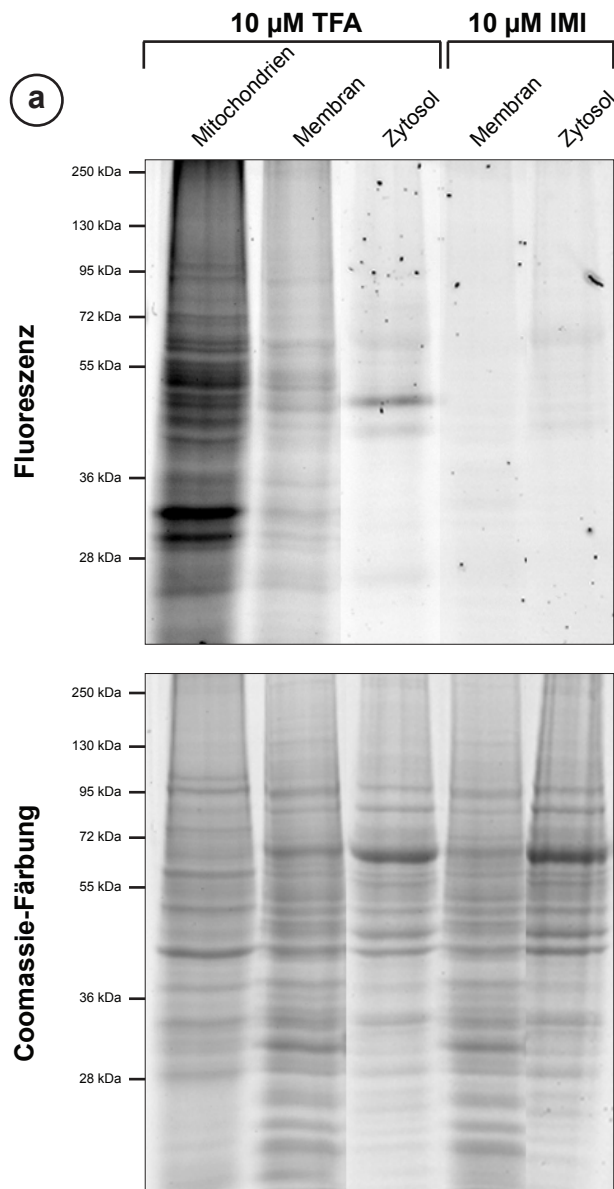 10 µM TFA 10 µM IMI
a
Mitochondrien Membran Zytosol Membran Zytosol
Fluoreszenz
250 kDa
130 kDa
95 kDa
72 kDa
55 kDa
36 kDa
28 kDa
Coomassie-Färbung
250 kDa
130 kDa
95 kDa
72 kDa
55 kDa
36 kDa
28 kDa